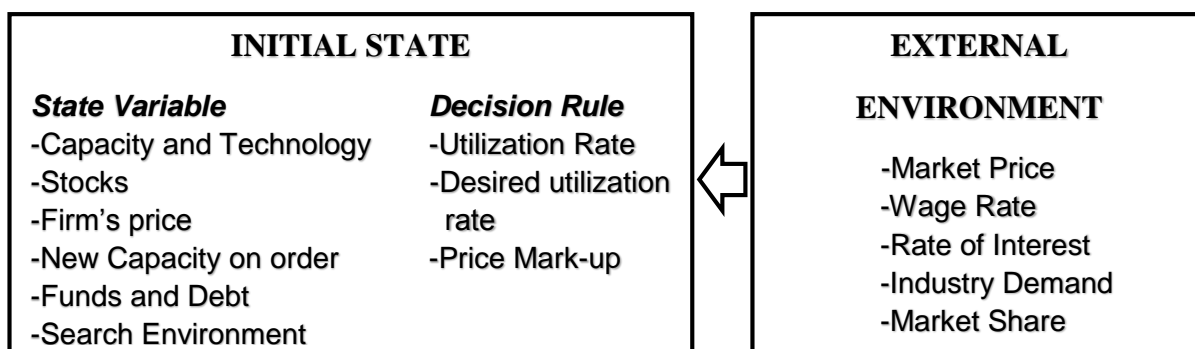 INITIAL STATE
State Variable
-Capacity and Technology
-Stocks
-Firm’s price
-New Capacity on order
-Funds and Debt
-Search Environment
Decision Rule
-Utilization Rate
-Desired utilization
rate
-Price Mark-up
EXTERNAL
ENVIRONMENT
-Market Price
-Wage Rate
-Rate of Interest
-Industry Demand
-Market Share